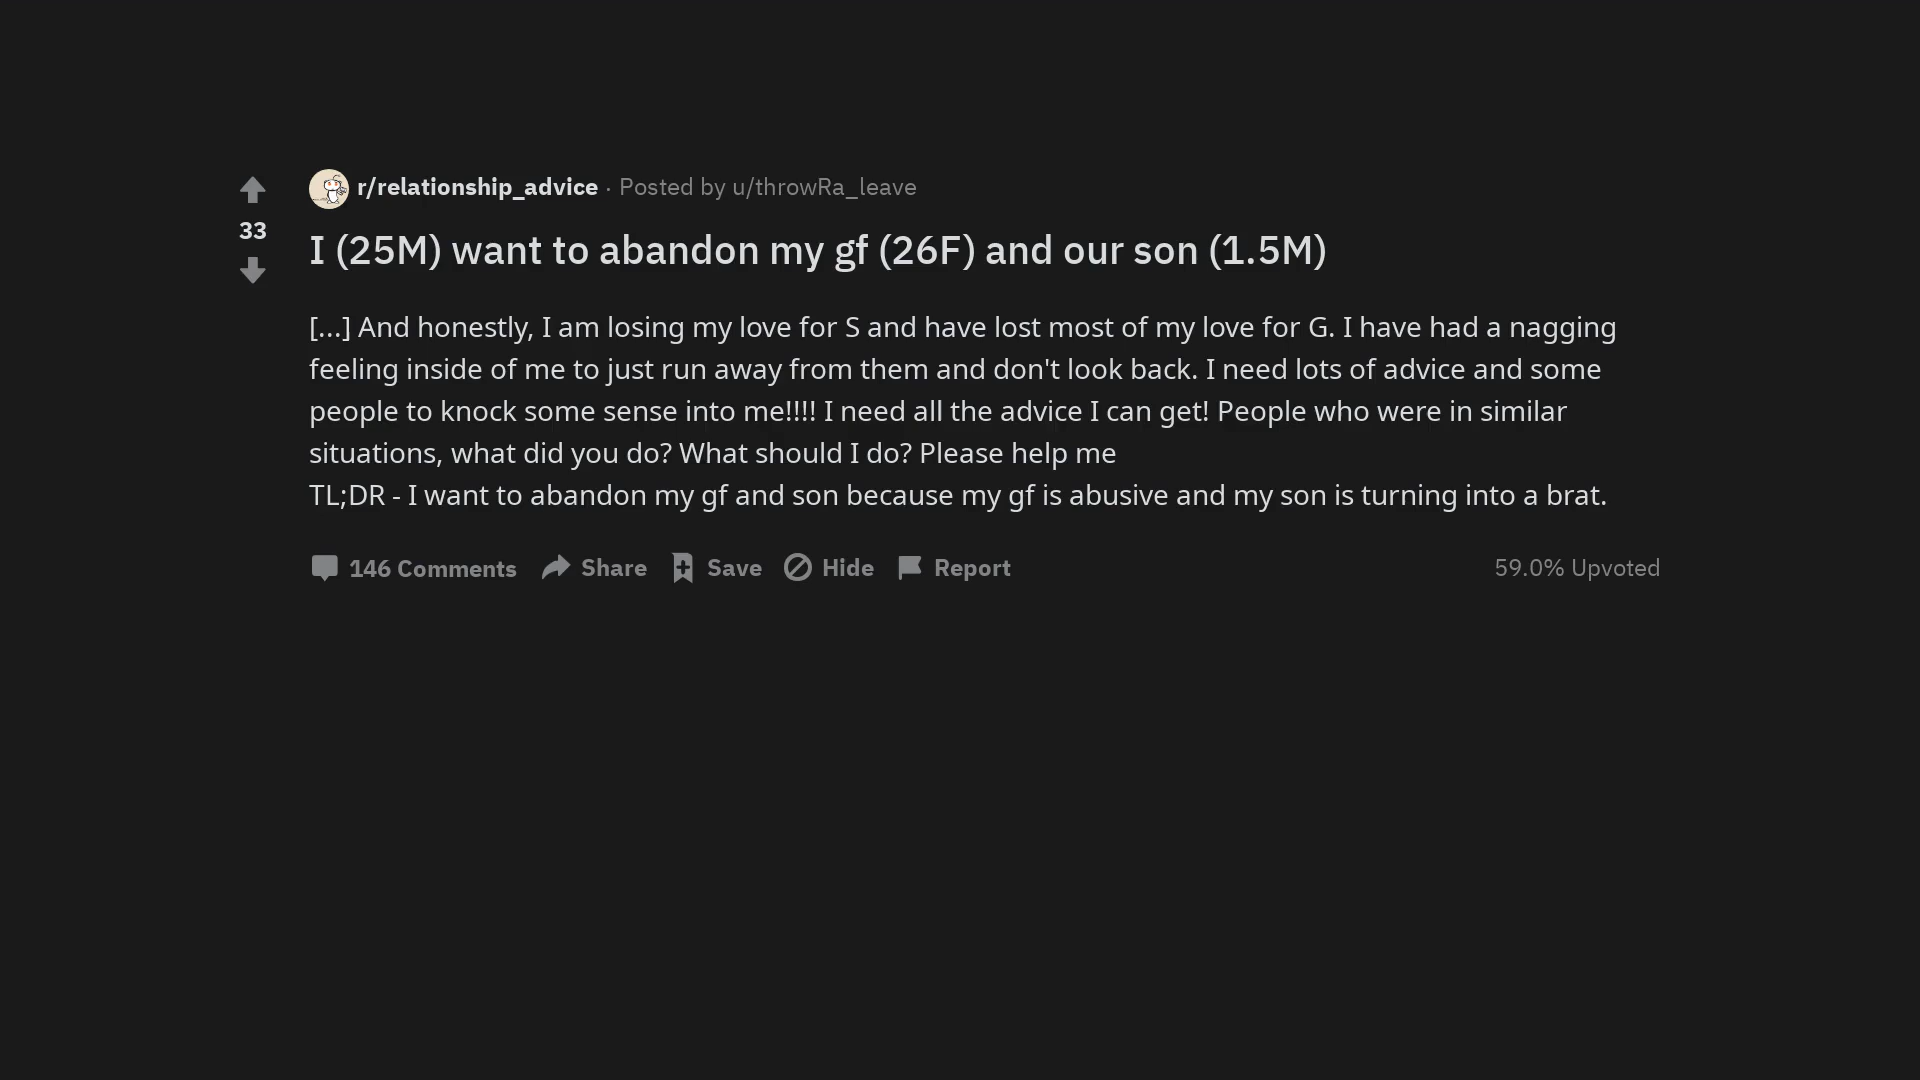 r/relationship_advice · Posted by u/throwRa_leave
33
I (25M) want to abandon my gf (26F) and our son (1.5M)
[...] And honestly, I am losing my love for S and have lost most of my love for G. I have had a nagging
feeling inside of me to just run away from them and don't look back. I need lots of advice and some
people to knock some sense into me!!!! I need all the advice I can get! People who were in similar
situations, what did you do? What should I do? Please help me
TL;DR - I want to abandon my gf and son because my gf is abusive and my son is turning into a brat.
146 Comments Share Save Hide Report 59.0% Upvoted